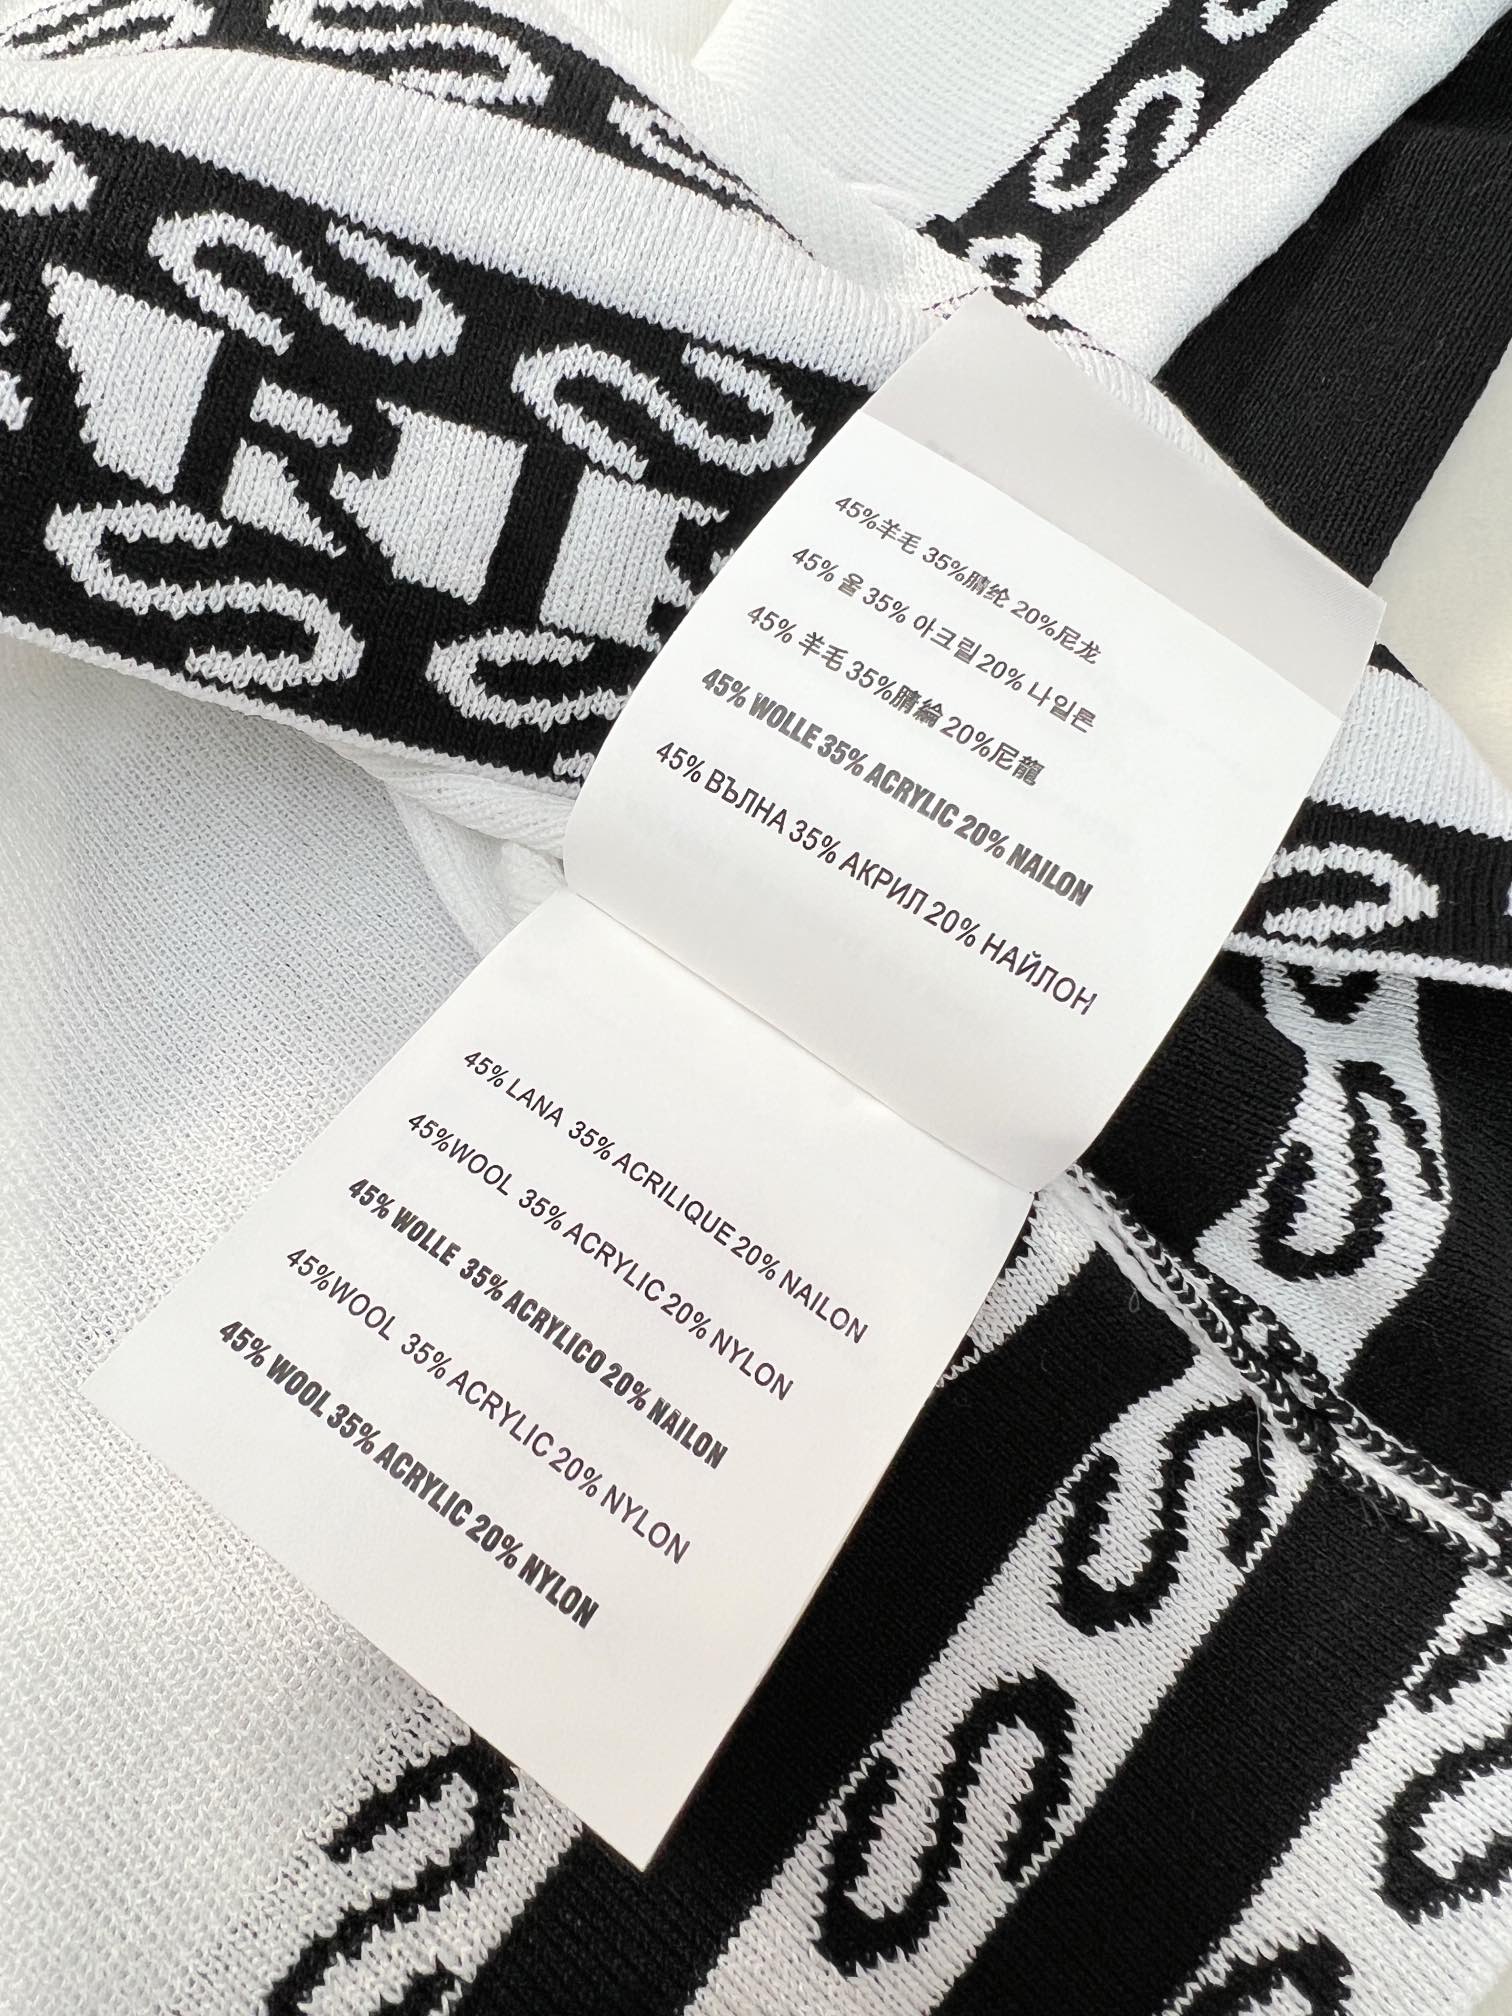 45%羊毛 35%腈纶 20%尼龙
45% 울 35% 아크릴 20% 나일론
45% 羊毛 35%腈綸 20%尼龍
45% WOLLE 35% ACRYLIC 20% NAILON
45% ВЪЛНА 35% АКРИЛ 20% НАЙЛОН
45% LANA 35% ACRILIQUE 20% NAILON
45%WOOL 35% ACRYLIC 20% NYLON
45% WOLLE 35% ACRYLICO 20% NAILON
45%WOOL 35% ACRYLIC 20% NYLON
45% WOOL 35% ACRYLIC 20% NYLON